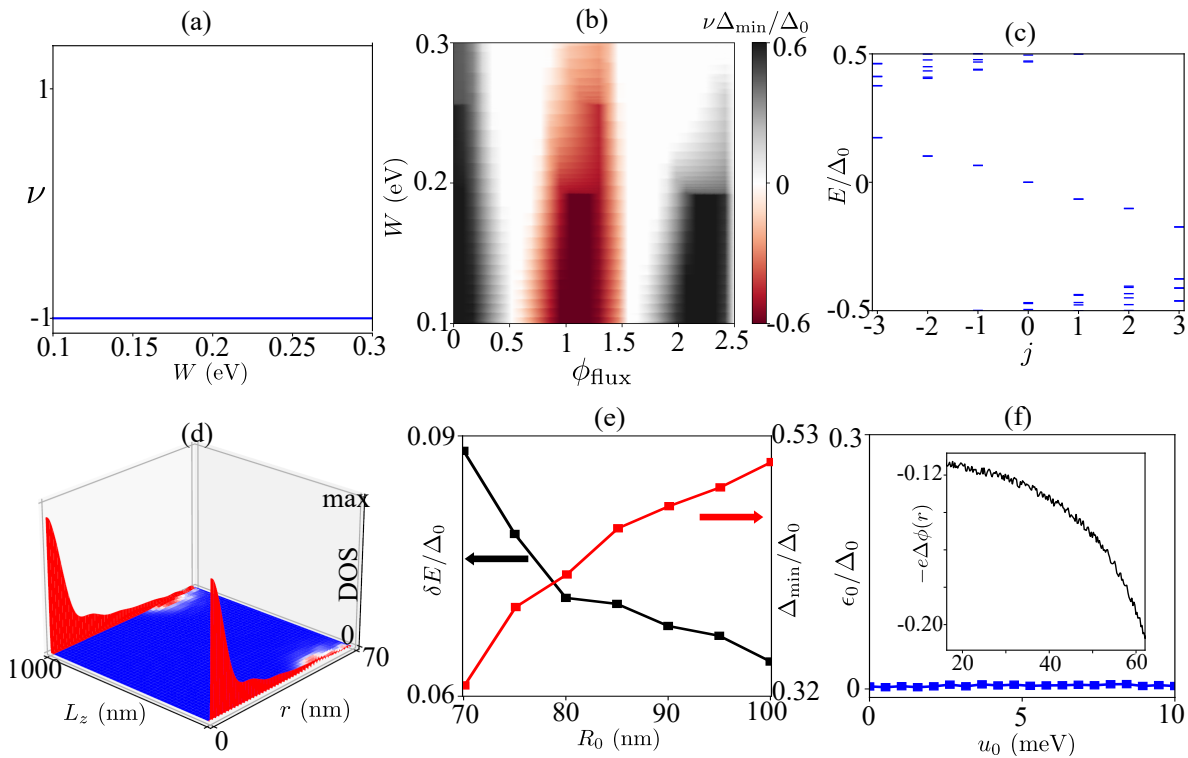 (a)
1
ν
-1
0.1
0.15
0.2
0.25
0.3
W (eV)
(b)
νΔmin/Δ0
0.3
0.2
0.1
W (eV)
0
0.5
1
1.5
2
2.5
ϕflux
0.6
0
-0.6
(c)
0.5
0
-0.5
E/Δ0
-3
-2
-1
0
1
2
3
j
(d)
max
DOS
0
1000
70
Lz (nm)
r (nm)
0
(e)
0.09
0.06
δE/Δ0
0.53
0.32
Δmin/Δ0
70
80
90
100
R0 (nm)
(f)
0.3
0
ϵ0/Δ0
-0.12
-0.20
-eΔϕ(r)
20
40
60
0
5
10
u0 (meV)